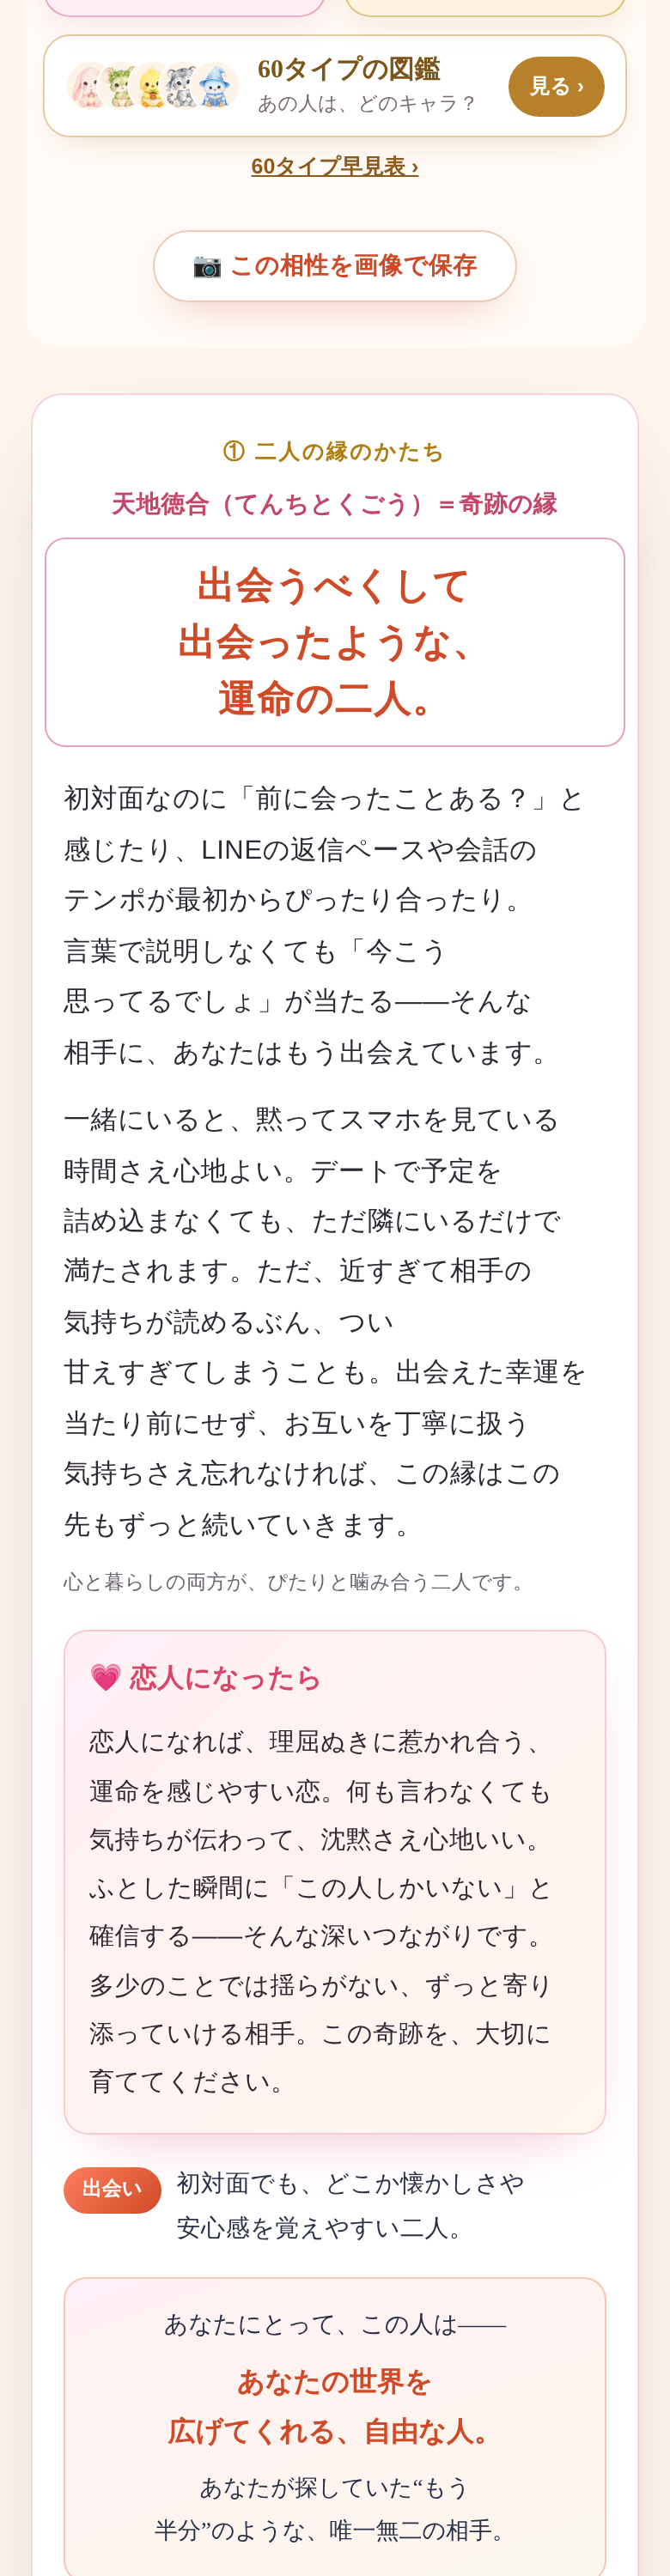 60タイプの図鑑
あの人は、どのキャラ？
見る ›
60タイプ早見表 ›
この相性を画像で保存
① 二人の縁のかたち
天地徳合（てんちとくごう）＝奇跡の縁
出会うべくして
出会ったような、
運命の二人。
初対面なのに「前に会ったことある？」と
感じたり、LINEの返信ペースや会話の
テンポが最初からぴったり合ったり。
言葉で説明しなくても「今こう
思ってるでしょ」が当たる——そんな
相手に、あなたはもう出会えています。
一緒にいると、黙ってスマホを見ている
時間さえ心地よい。デートで予定を
詰め込まなくても、ただ隣にいるだけで
満たされます。ただ、近すぎて相手の
気持ちが読めるぶん、つい
甘えすぎてしまうことも。出会えた幸運を
当たり前にせず、お互いを丁寧に扱う
気持ちさえ忘れなければ、この縁はこの
先もずっと続いていきます。
心と暮らしの両方が、ぴたりと噛み合う二人です。
恋人になったら
恋人になれば、理屈ぬきに惹かれ合う、
運命を感じやすい恋。何も言わなくても
気持ちが伝わって、沈黙さえ心地いい。
ふとした瞬間に「この人しかいない」と
確信する——そんな深いつながりです。
多少のことでは揺らがない、ずっと寄り
添っていける相手。この奇跡を、大切に
育ててください。
出会い
初対面でも、どこか懐かしさや
安心感を覚えやすい二人。
あなたにとって、この人は——
あなたの世界を
広げてくれる、自由な人。
あなたが探していた“もう
半分”のような、唯一無二の相手。